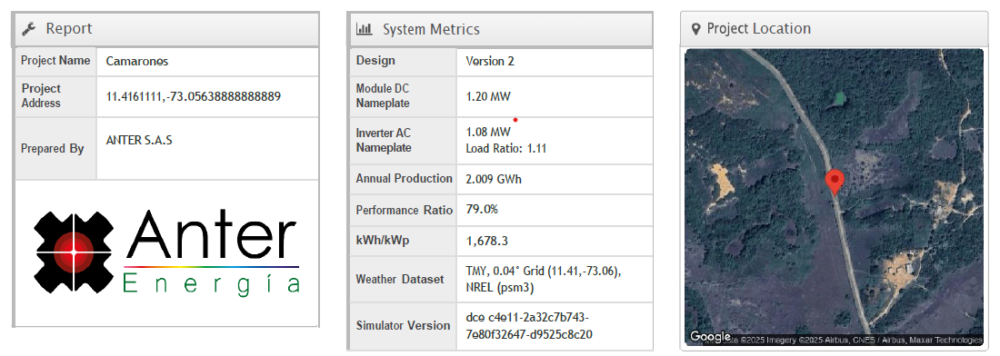 Report
Project Name Camarones
Project
Address
11.4161111,-73.05638888888889
Prepared By ANTER S.A.S
Anter
Energía
System Metrics
Design Version 2
Module DC
Nameplate
1.20 MW
Inverter AC
Nameplate
1.08 MW
Load Ratio: 1.11
Annual Production 2.009 GWh
Performance Ratio 79.0%
kWh/kWp 1,678.3
Weather Dataset
TMY, 0.04° Grid (11.41,-73.06),
NREL (psm3)
Simulator Version
dce c4e11-2a32c7b743-
7e80f32647-d9525c8c20
Project Location
Google
©2025 Imagery ©2025 Airbus, CNES / Airbus, Maxar Technologies